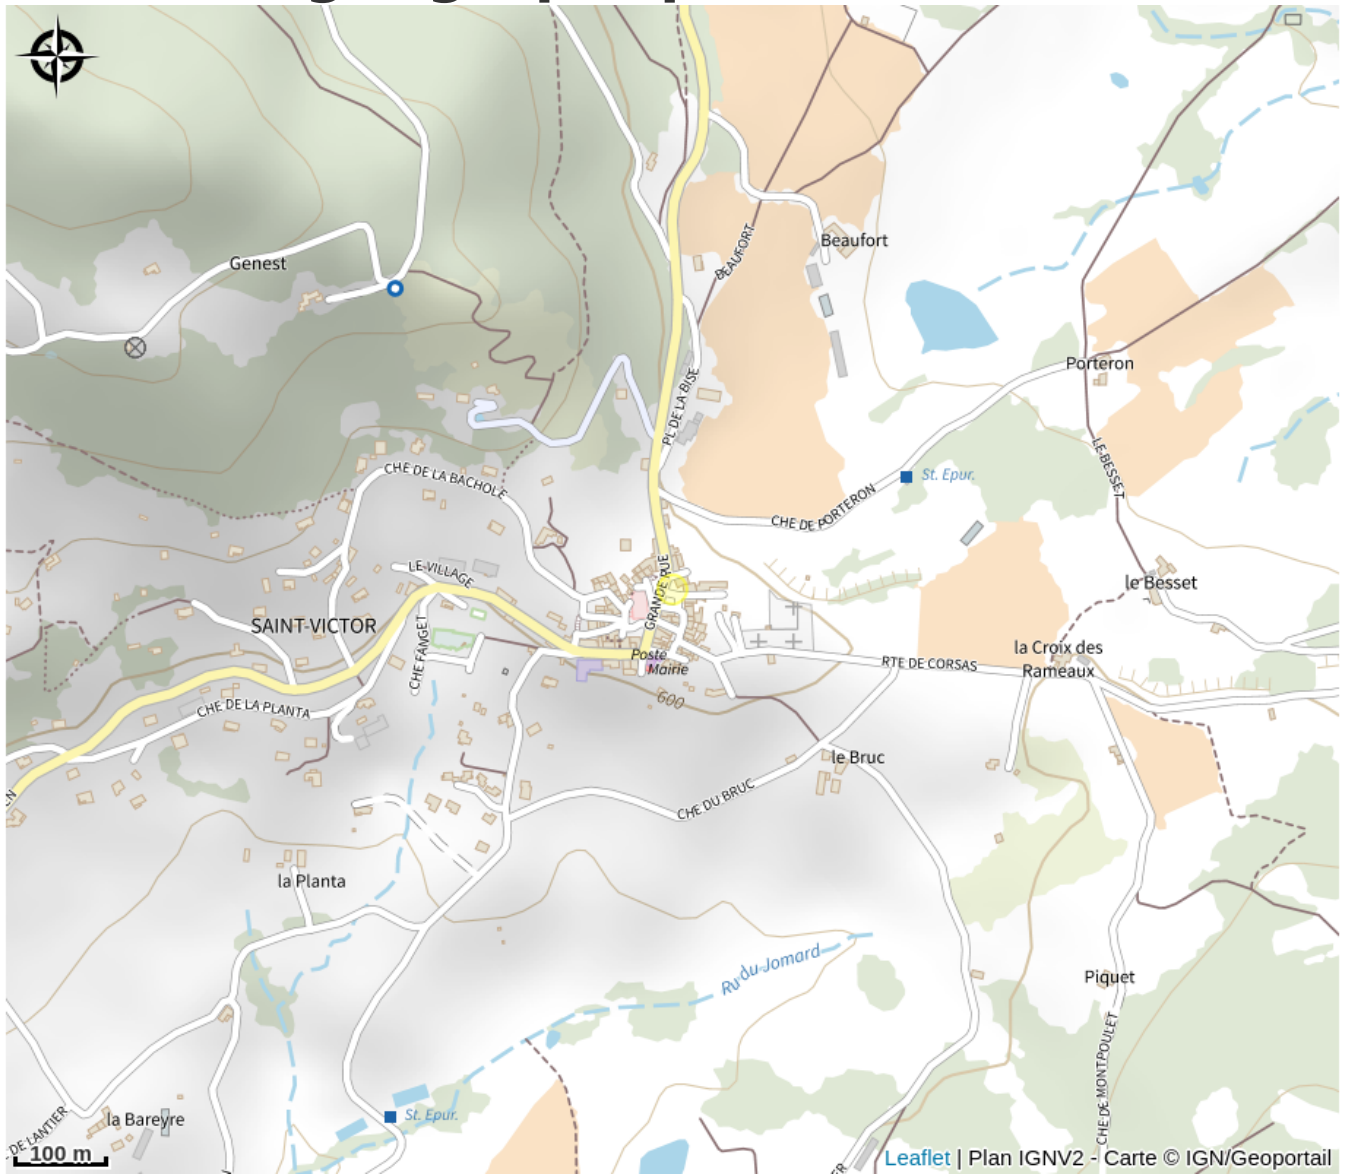 Beaufort
BEAUFORT
Genest
Porteron
PL DE LA BISE
LE BESSET
CHE DE LA BACHOLE
St. Epur.
CHE DE PORTERON
LE VILLAGE
GRANDE RUE
le Besset
SAINT-VICTOR
CHE FANGET
Poste
Mairie
RTE DE CORSAS
la Croix des
Rameaux
600
CHE DE LA PLANTA
le Bruc
CHE DU BRUC
la Planta
Ru du Jomard
Piquet
CHE DE MONTPOULET
St. Epur.
la Bareyre
DE LANTIER
100 m
Leaflet | Plan IGNV2 - Carte © IGN/Geoportail